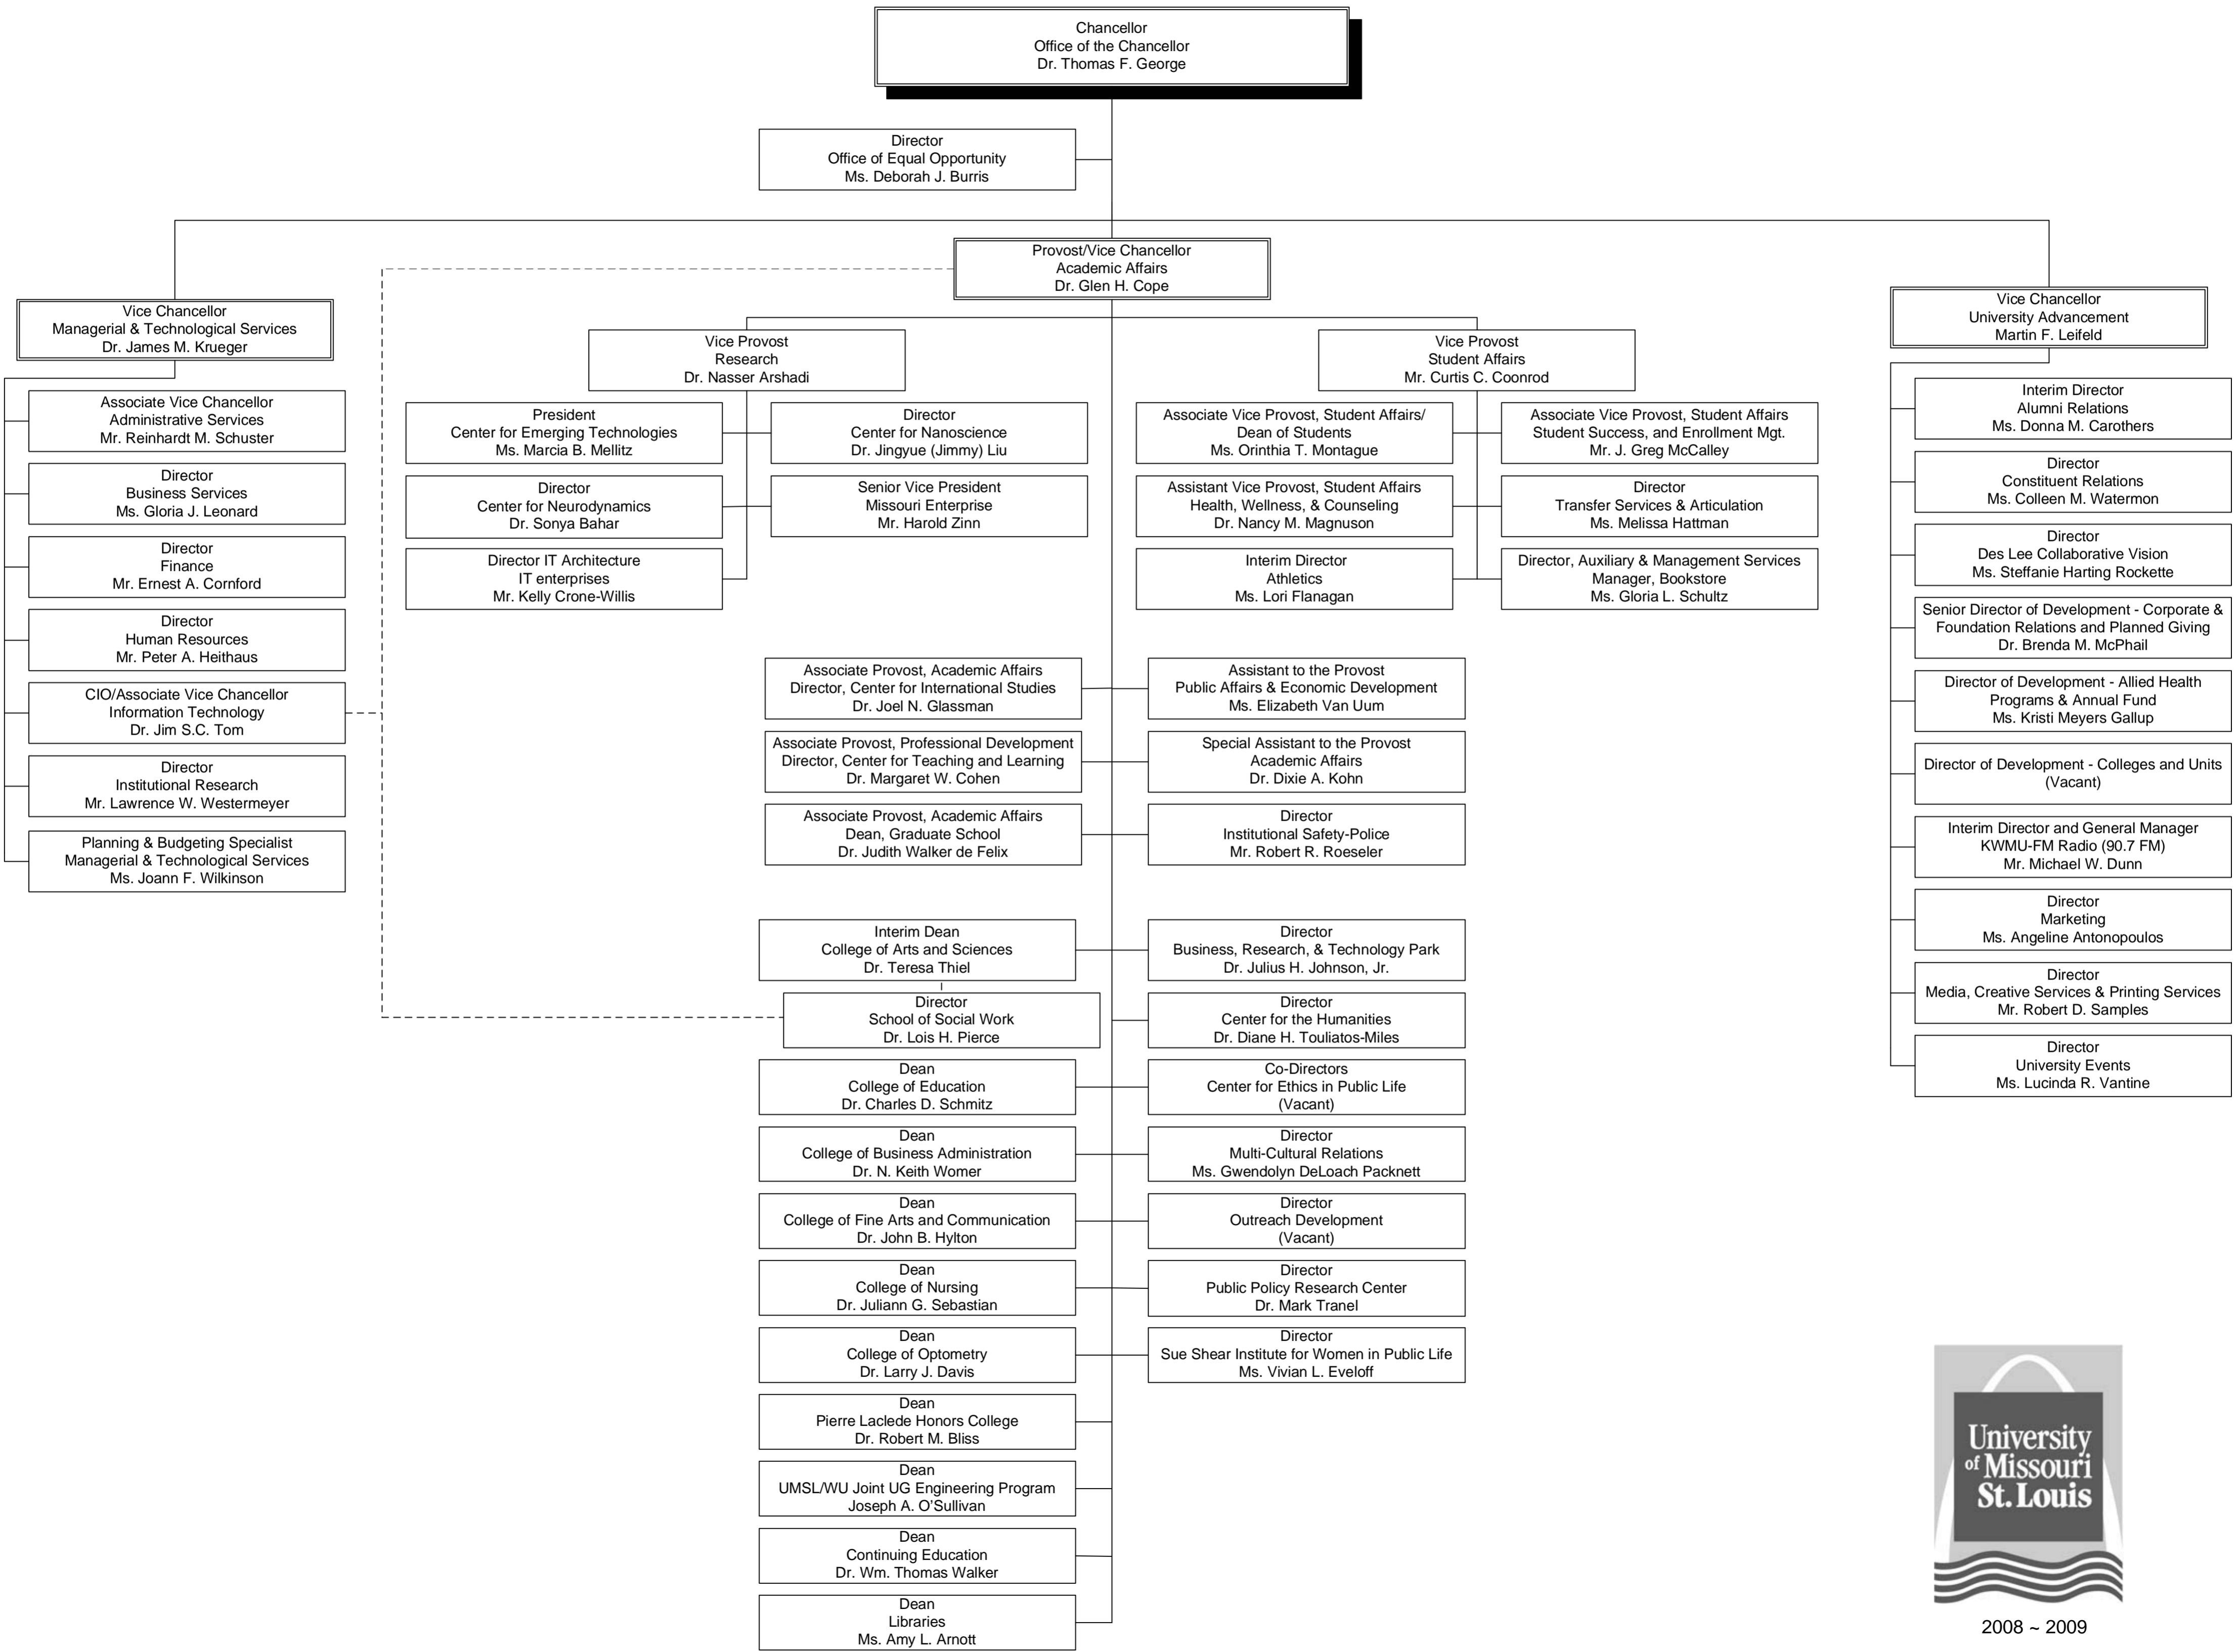 Chancellor
Office of the Chancellor
Dr. Thomas F. George
Director
Office of Equal Opportunity
Ms. Deborah J. Burris
Provost/Vice Chancellor
Academic Affairs
Dr. Glen H. Cope
Vice Chancellor
Managerial & Technological Services
Dr. James M. Krueger
Associate Vice Chancellor
Administrative Services
Mr. Reinhardt M. Schuster
Director
Business Services
Ms. Gloria J. Leonard
Director
Finance
Mr. Ernest A. Cornford
Director
Human Resources
Mr. Peter A. Heithaus
CIO/Associate Vice Chancellor
Information Technology
Dr. Jim S.C. Tom
Director
Institutional Research
Mr. Lawrence W. Westermeyer
Planning & Budgeting Specialist
Managerial & Technological Services
Ms. Joann F. Wilkinson
Vice Provost
Research
Dr. Nasser Arshadi
President
Center for Emerging Technologies
Ms. Marcia B. Mellitz
Director
Center for Nanoscience
Dr. Jingyue (Jimmy) Liu
Director
Center for Neurodynamics
Dr. Sonya Bahar
Senior Vice President
Missouri Enterprise
Mr. Harold Zinn
Director IT Architecture
IT enterprises
Mr. Kelly Crone-Willis
Vice Provost
Student Affairs
Mr. Curtis C. Coonrod
Associate Vice Provost, Student Affairs/
Dean of Students
Ms. Orinthia T. Montague
Associate Vice Provost, Student Affairs
Student Success, and Enrollment Mgt.
Mr. J. Greg McCalley
Assistant Vice Provost, Student Affairs
Health, Wellness, & Counseling
Dr. Nancy M. Magnuson
Director
Transfer Services & Articulation
Ms. Melissa Hattman
Interim Director
Athletics
Ms. Lori Flanagan
Director, Auxiliary & Management Services
Manager, Bookstore
Ms. Gloria L. Schultz
Associate Provost, Academic Affairs
Director, Center for International Studies
Dr. Joel N. Glassman
Assistant to the Provost
Public Affairs & Economic Development
Ms. Elizabeth Van Uum
Associate Provost, Professional Development
Director, Center for Teaching and Learning
Dr. Margaret W. Cohen
Special Assistant to the Provost
Academic Affairs
Dr. Dixie A. Kohn
Associate Provost, Academic Affairs
Dean, Graduate School
Dr. Judith Walker de Felix
Director
Institutional Safety-Police
Mr. Robert R. Roeseler
Interim Dean
College of Arts and Sciences
Dr. Teresa Thiel
Director
Business, Research, & Technology Park
Dr. Julius H. Johnson, Jr.
Director
School of Social Work
Dr. Lois H. Pierce
Director
Center for the Humanities
Dr. Diane H. Touliatos-Miles
Dean
College of Education
Dr. Charles D. Schmitz
Co-Directors
Center for Ethics in Public Life
(Vacant)
Dean
College of Business Administration
Dr. N. Keith Womer
Director
Multi-Cultural Relations
Ms. Gwendolyn DeLoach Packnett
Dean
College of Fine Arts and Communication
Dr. John B. Hylton
Director
Outreach Development
(Vacant)
Dean
College of Nursing
Dr. Juliann G. Sebastian
Director
Public Policy Research Center
Dr. Mark Tranel
Dean
College of Optometry
Dr. Larry J. Davis
Director
Sue Shear Institute for Women in Public Life
Ms. Vivian L. Eveloff
Dean
Pierre Laclede Honors College
Dr. Robert M. Bliss
Dean
UMSL/WU Joint UG Engineering Program
Joseph A. O'Sullivan
Dean
Continuing Education
Dr. Wm. Thomas Walker
Dean
Libraries
Ms. Amy L. Arnott
Vice Chancellor
University Advancement
Martin F. Leifeld
Interim Director
Alumni Relations
Ms. Donna M. Carothers
Director
Constituent Relations
Ms. Colleen M. Watermon
Director
Des Lee Collaborative Vision
Ms. Steffanie Harting Rockette
Senior Director of Development - Corporate &
Foundation Relations and Planned Giving
Dr. Brenda M. McPhail
Director of Development - Allied Health
Programs & Annual Fund
Ms. Kristi Meyers Gallup
Director of Development - Colleges and Units
(Vacant)
Interim Director and General Manager
KWMU-FM Radio (90.7 FM)
Mr. Michael W. Dunn
Director
Marketing
Ms. Angeline Antonopoulos
Director
Media, Creative Services & Printing Services
Mr. Robert D. Samples
Director
University Events
Ms. Lucinda R. Vantine
University
of Missouri
St. Louis
2008 ~ 2009